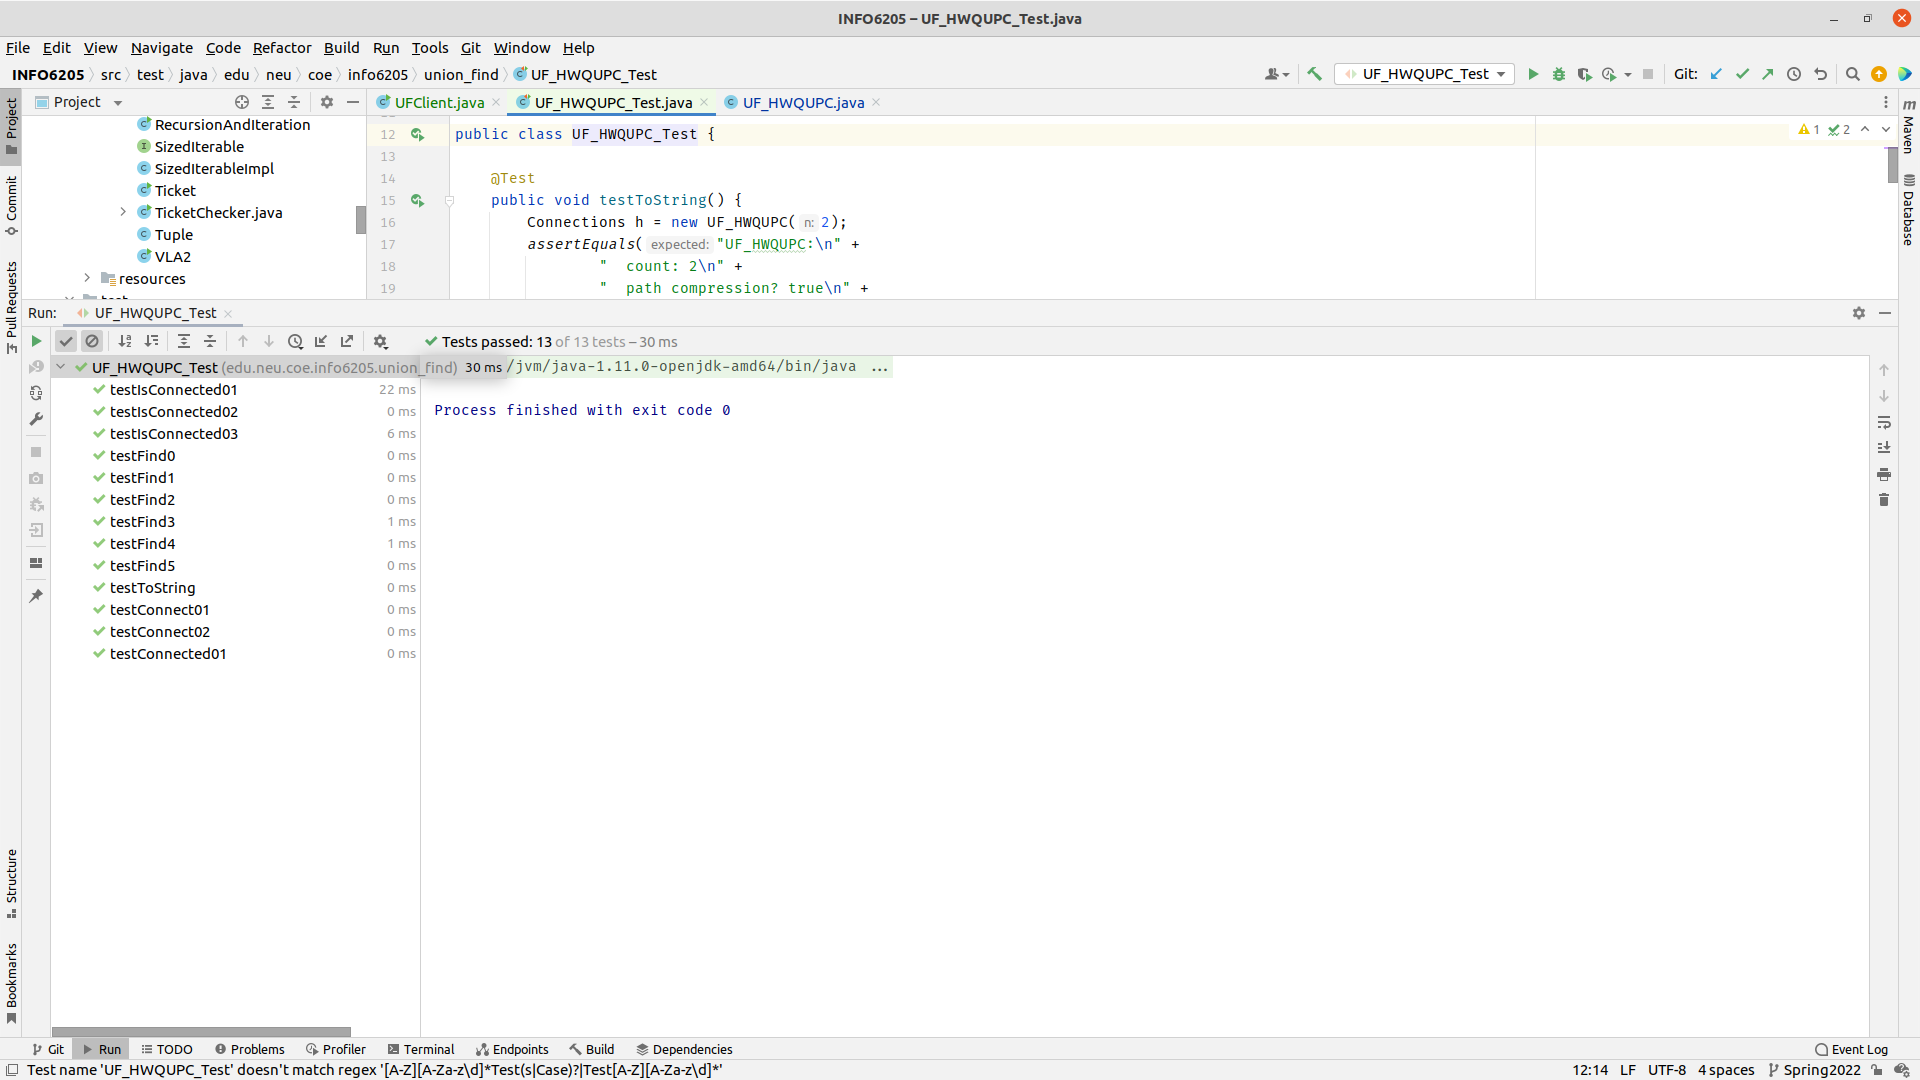 INFO6205 – UF_HWQUPC_Test.java
File Edit View Navigate Code Refactor Build Run Tools Git Window Help
INFO6205 src test java edu neu coe info6205 union_find UF_HWQUPC_Test
UF_HWQUPC_Test
Git:
Project
UFClient.java
UF_HWQUPC_Test.java
UF_HWQUPC.java
Project
Commit
Pull Requests
Structure
Bookmarks
Maven
Database
RecursionAndIteration
SizedIterable
SizedIterableImpl
Ticket
TicketChecker.java
Tuple
VLA2
resources
12 public class UF_HWQUPC_Test {
13
14 @Test
15 public void testToString() {
16 Connections h = new UF_HWQUPC( n: 2);
17 assertEquals( expected: "UF_HWQUPC:\n" +
18 "  count: 2\n" +
19 "  path compression? true\n" +
1 2
Run: UF_HWQUPC_Test
Tests passed: 13 of 13 tests – 30 ms
UF_HWQUPC_Test (edu.neu.coe.info6205.union_find) 30 ms
/jvm/java-1.11.0-openjdk-amd64/bin/java ...
testIsConnected01 22 ms
testIsConnected02 0 ms
testIsConnected03 6 ms
testFind0 0 ms
testFind1 0 ms
testFind2 0 ms
testFind3 1 ms
testFind4 1 ms
testFind5 0 ms
testToString 0 ms
testConnect01 0 ms
testConnect02 0 ms
testConnected01 0 ms
Process finished with exit code 0
Git Run TODO Problems Profiler Terminal Endpoints Build Dependencies Event Log
Test name 'UF_HWQUPC_Test' doesn't match regex '[A-Z][A-Za-z\d]*Test(s|Case)?|Test[A-Z][A-Za-z\d]*'
12:14 LF UTF-8 4 spaces Spring2022